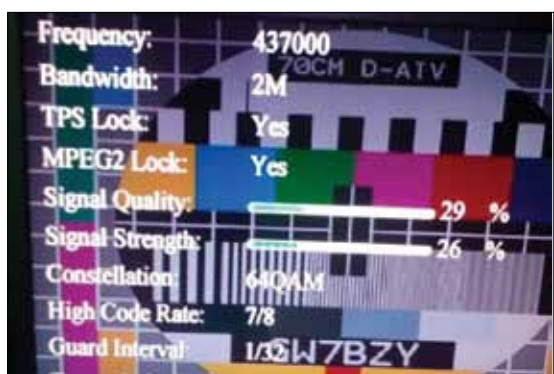 Frequency: 437000
70CM D-ATV
Bandwidth: 2M
TPS Lock: Yes
MPEG2 Lock: Yes
Signal Quality: 29 %
Signal Strength: 26 %
Constellation: 64QAM
High Code Rate: 7/8
Guard Interval: 1/32
GW7BZY